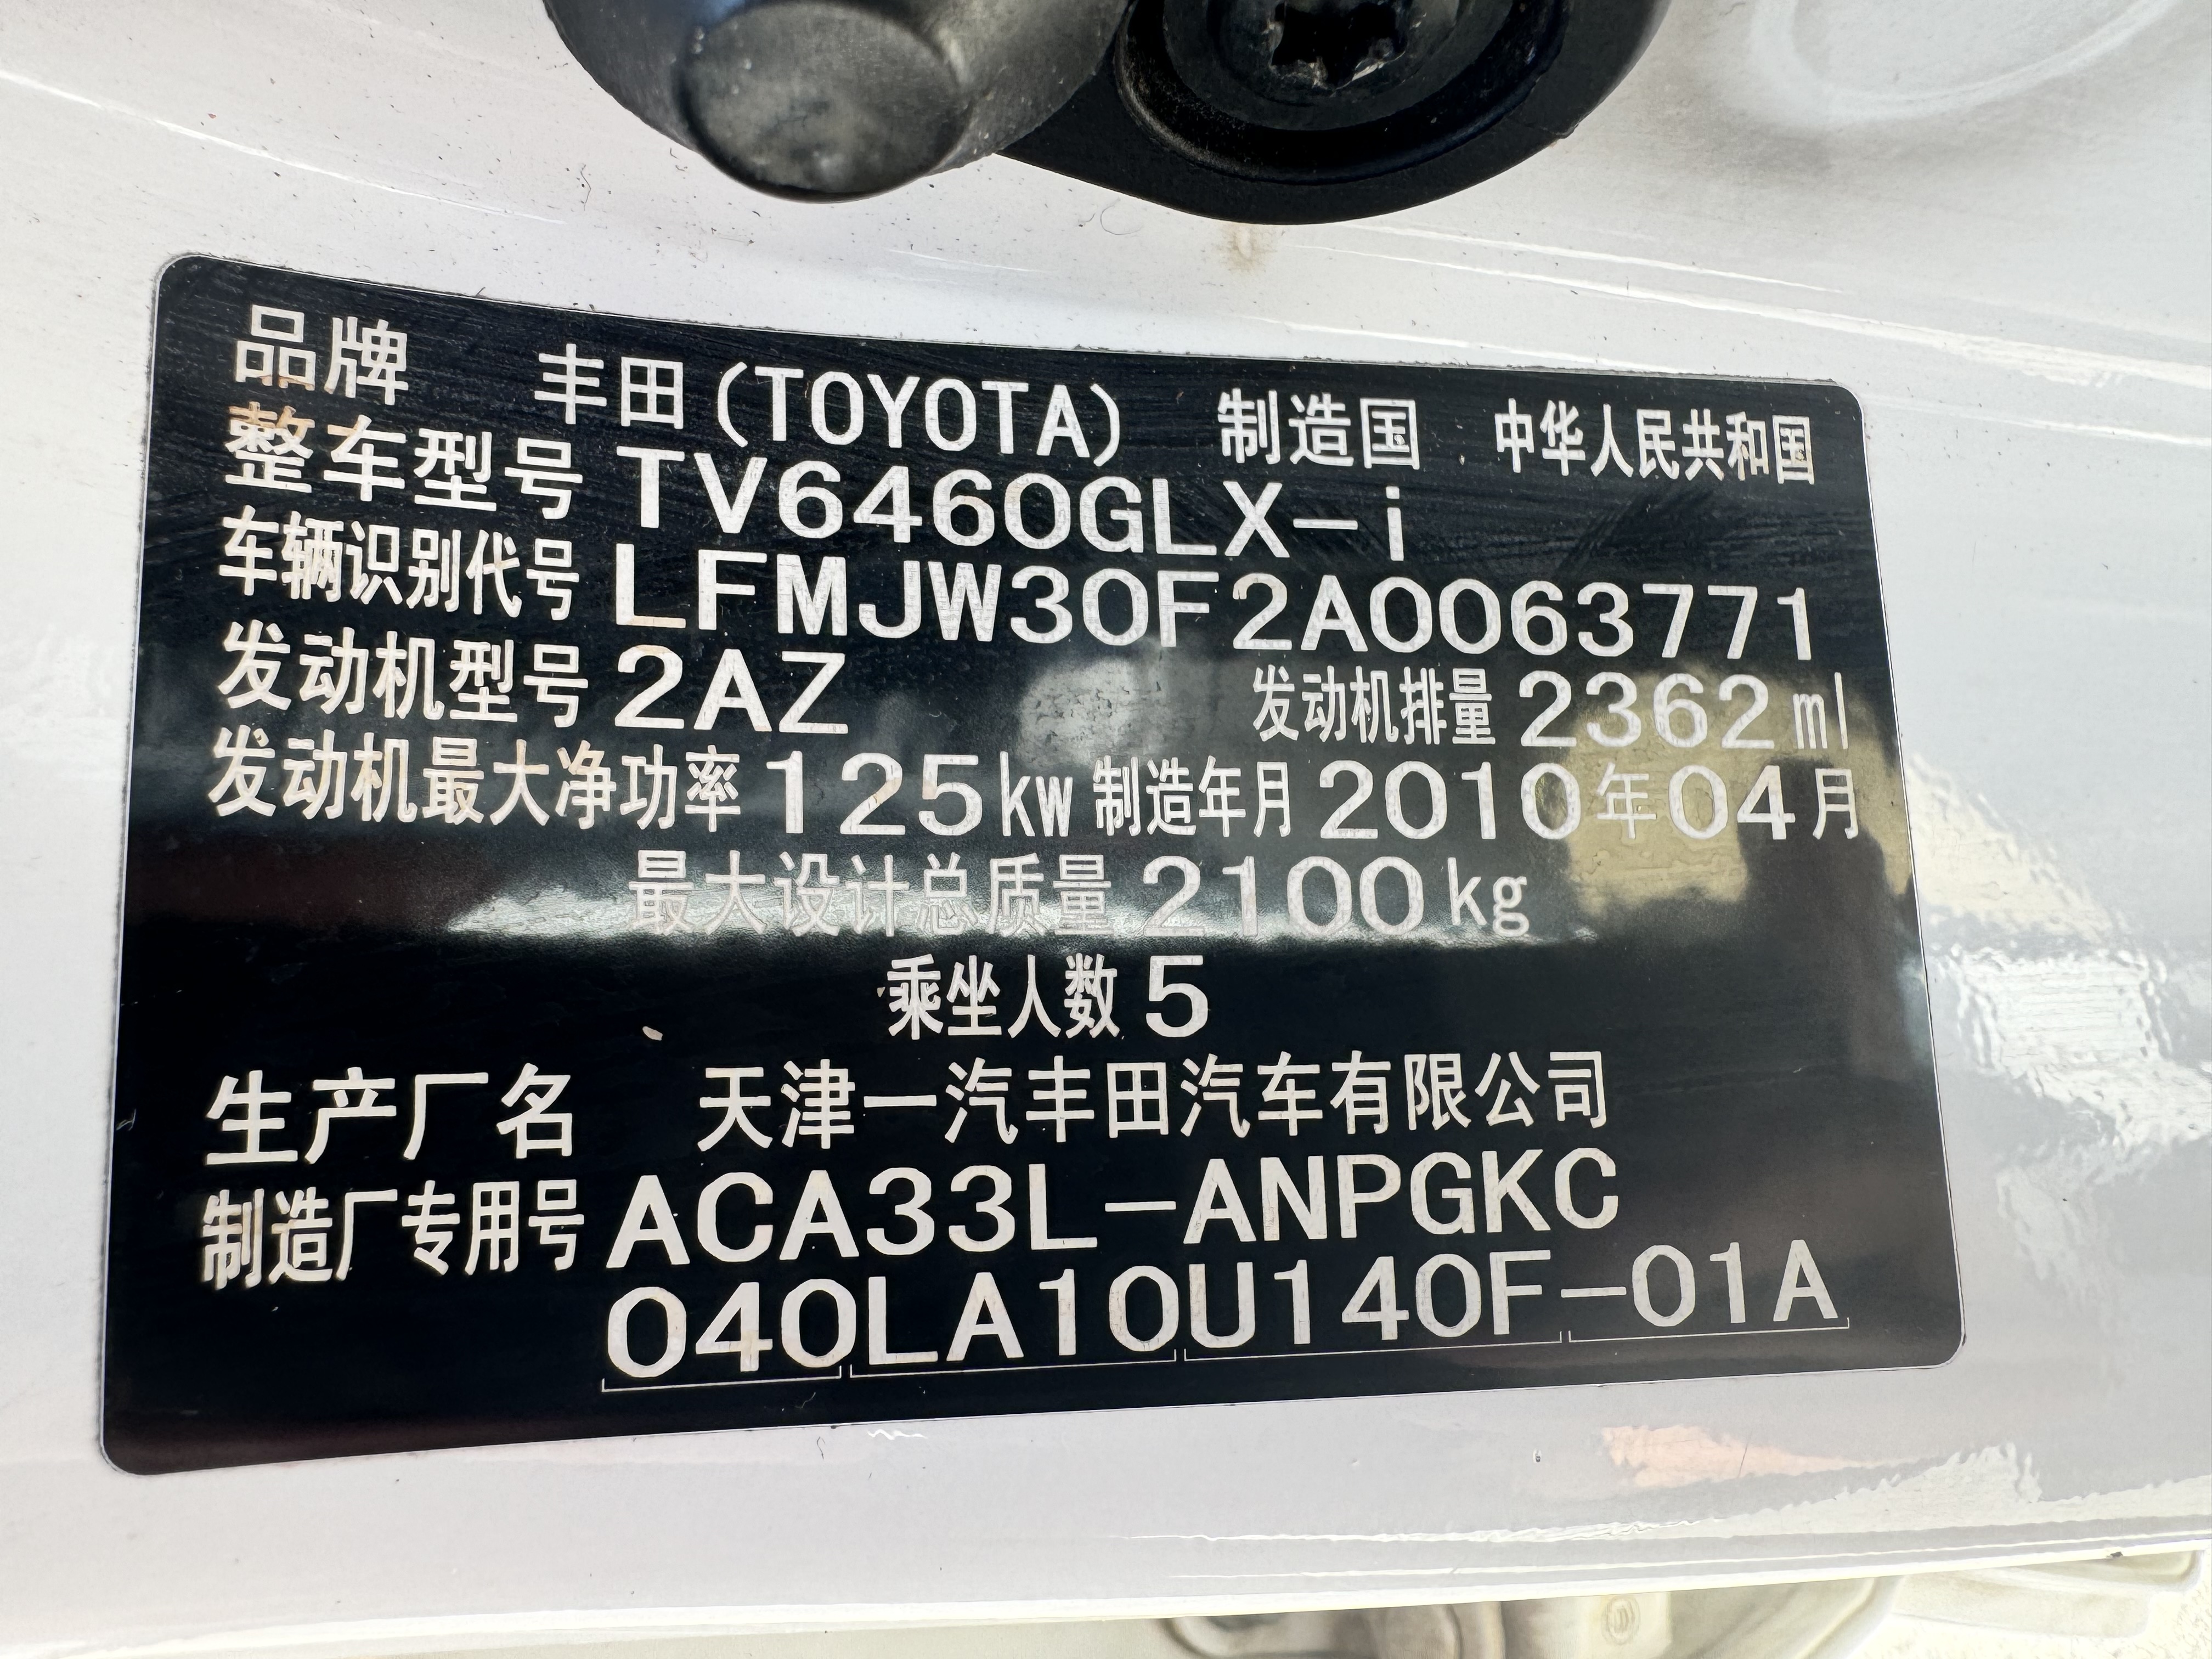 品牌 丰田(TOYOTA) 制造国 中华人民共和国
整车型号 TV6460GLX-i
车辆识别代号 LFMJW30F2A0063771
发动机型号 2AZ 发动机排量 2362 ml
发动机最大净功率 125kw 制造年月 2010年04月
最大设计总质量 2100kg
乘坐人数 5
生产厂名 天津一汽丰田汽车有限公司
制造厂专用号 ACA33L-ANPGKC
040LA10U140F-01A